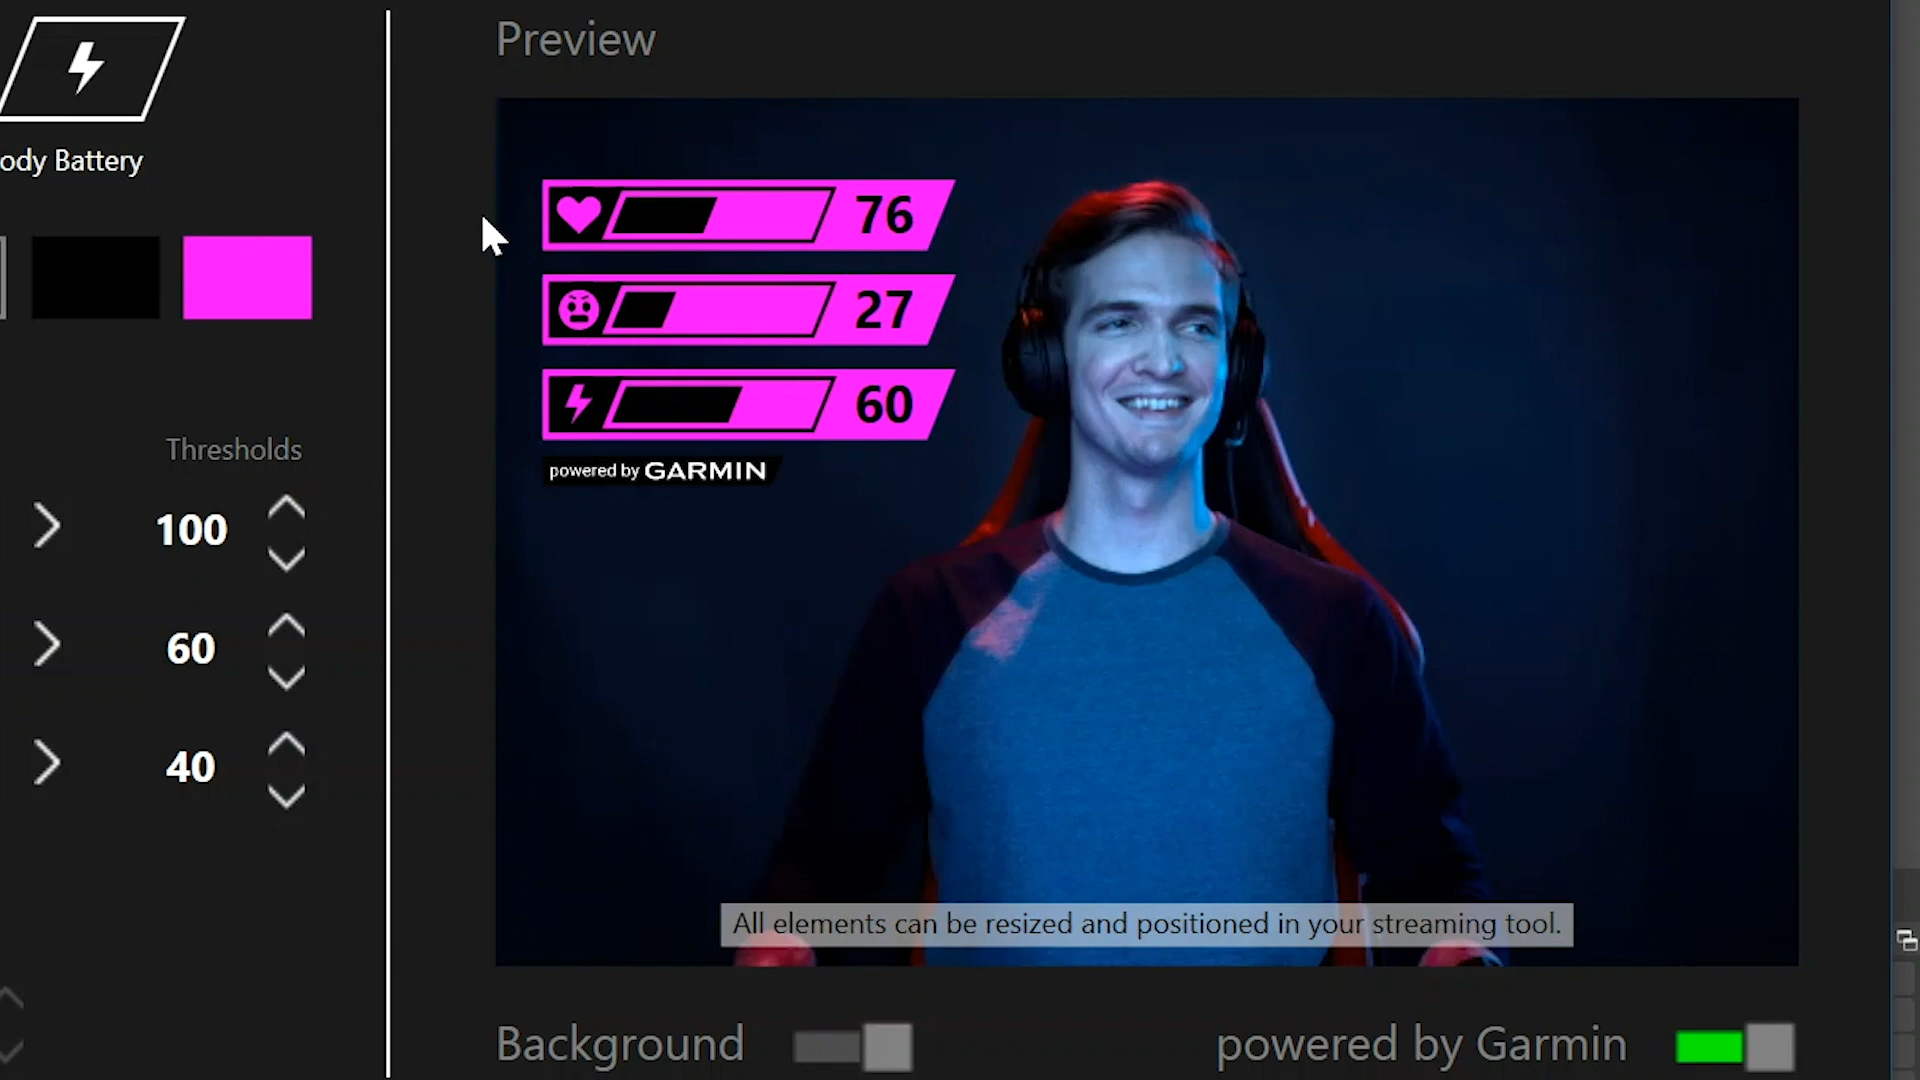 Preview
ody Battery
76
27
60
powered by GARMIN
Thresholds
100
60
40
All elements can be resized and positioned in your streaming tool.
Background
powered by Garmin